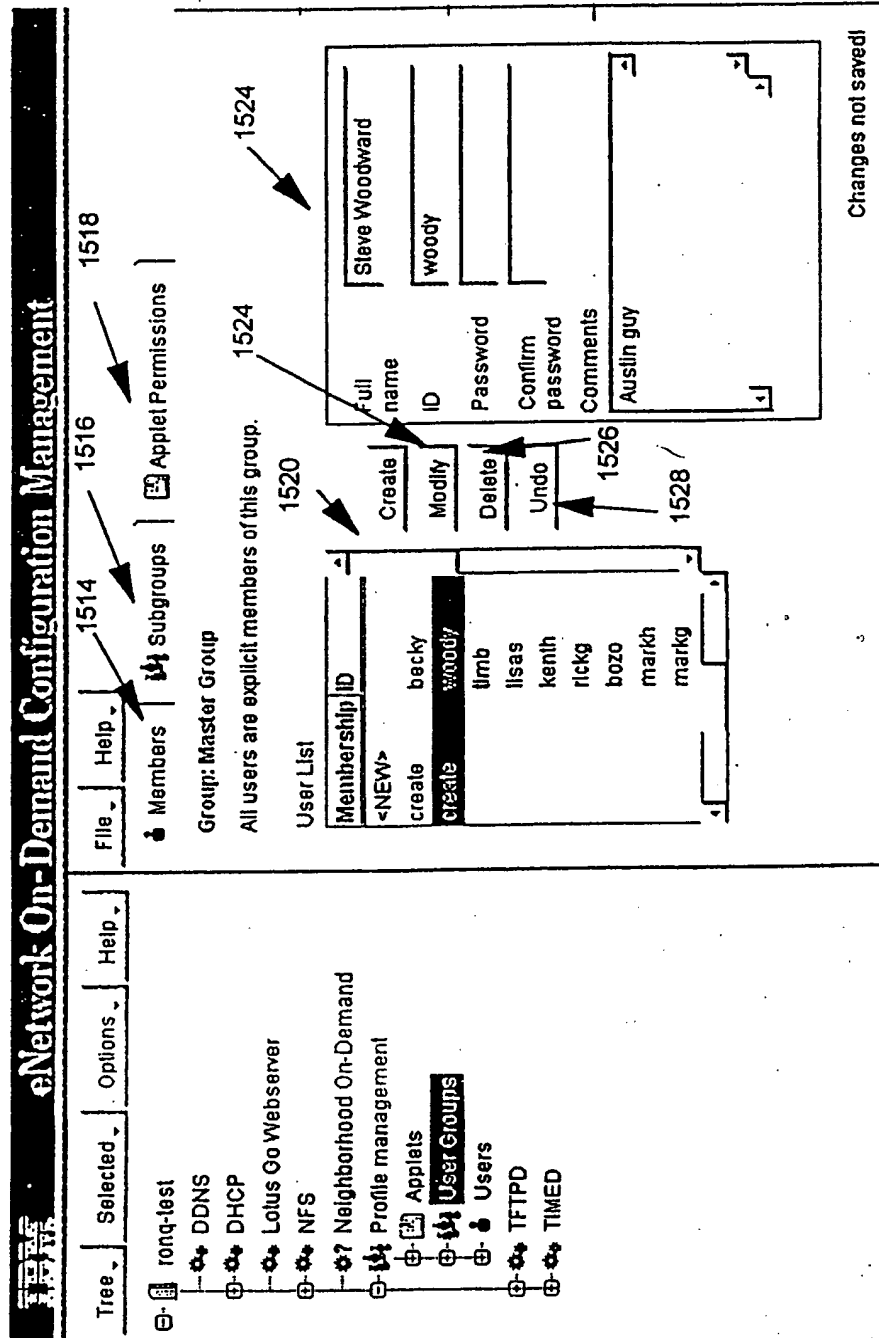 IBM eNetwork On-Demand Configuration Management
Tree Selected Options Help
ronq-test
DDNS
DHCP
Lotus Go Webserver
NFS
? Neighborhood On-Demand
Profile management
Applets
User Groups
Users
TFTPD
TIMED
File Help
1514
1516
1518
Members Subgroups Applet Permissions
Group: Master Group
All users are explicit members of this group.
1520
1524
1524
User List
Membership ID
<NEW>
create becky
create woody
timb
lisas
kenth
rickg
bozo
markh
markg
Create
Modify
Delete
Undo
1526
1528
Full name Steve Woodward
ID woody
Password
Confirm password
Comments
Austin guy
Changes not saved!